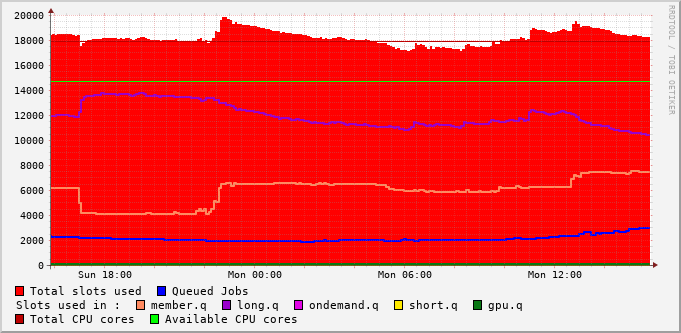 20000
18000
16000
14000
12000
10000
8000
6000
4000
2000
0
Sun 18:00 Mon 00:00 Mon 06:00 Mon 12:00
RRDTOOL / TOBI OETIKER
Total slots used Queued Jobs
Slots used in : member.q long.q ondemand.q short.q gpu.q
Total CPU cores Available CPU cores